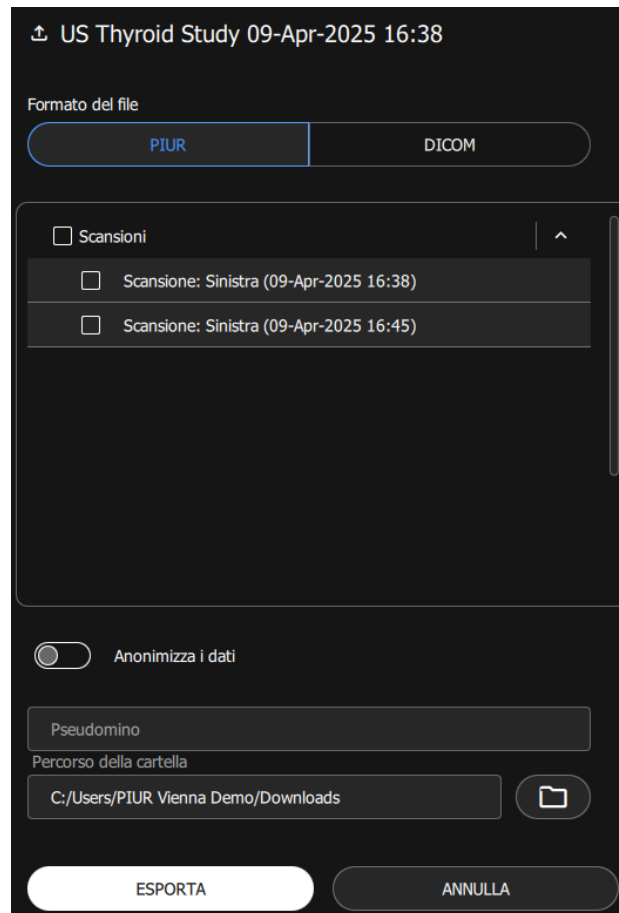 US Thyroid Study 09-Apr-2025 16:38
Formato del file
PIUR DICOM
Scansioni
Scansione: Sinistra (09-Apr-2025 16:38)
Scansione: Sinistra (09-Apr-2025 16:45)
Anonimizza i dati
Pseudomino
Percorso della cartella
C:/Users/PIUR Vienna Demo/Downloads
ESPORTA ANNULLA